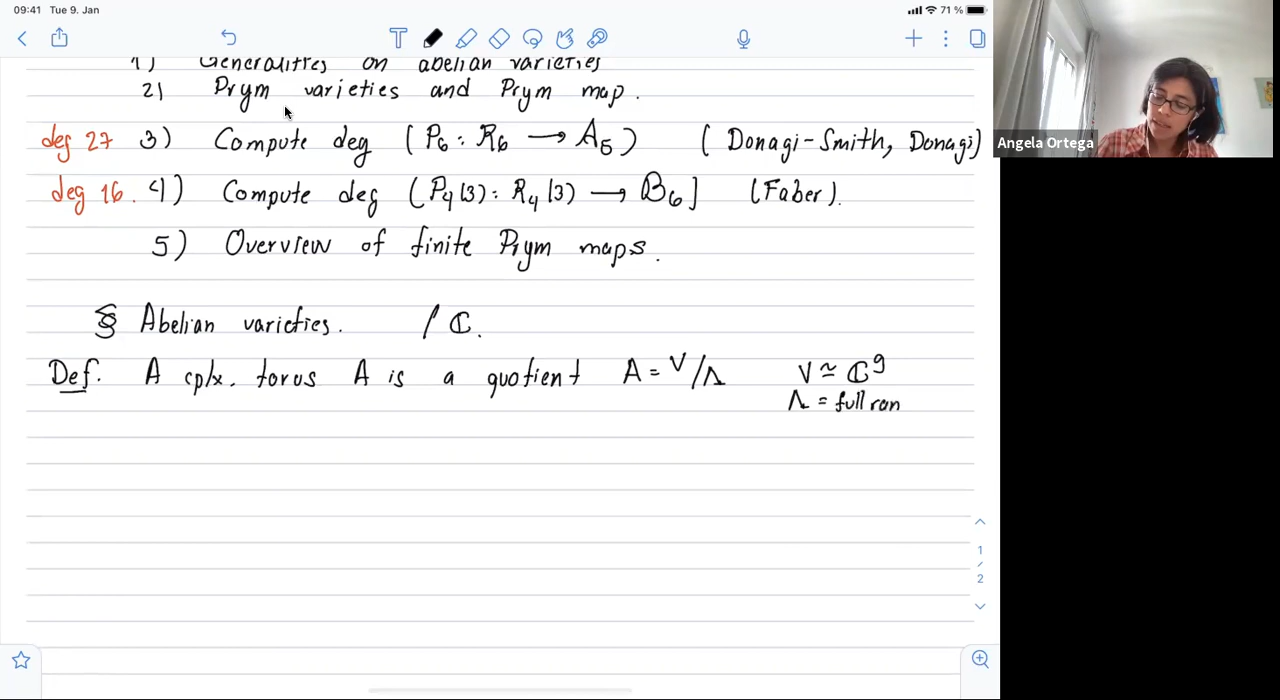 09:41 Tue 9. Jan
71 %
1) Generalities on abelian varieties
2) Prym varieties and Prym map.
deg 27 3) Compute deg (P6 : R6 → A5) (Donagi-Smith, Donagi)
Angela Ortega
deg 16. 4) Compute deg (P4(3) : R4(3) → B6) (Faber).
5) Overview of finite Prym maps.
§ Abelian varieties. / ℂ.
Def. A cplx. torus A is a quotient A = V/Λ V ≃ ℂ^g
Λ = full ran
1
/
2